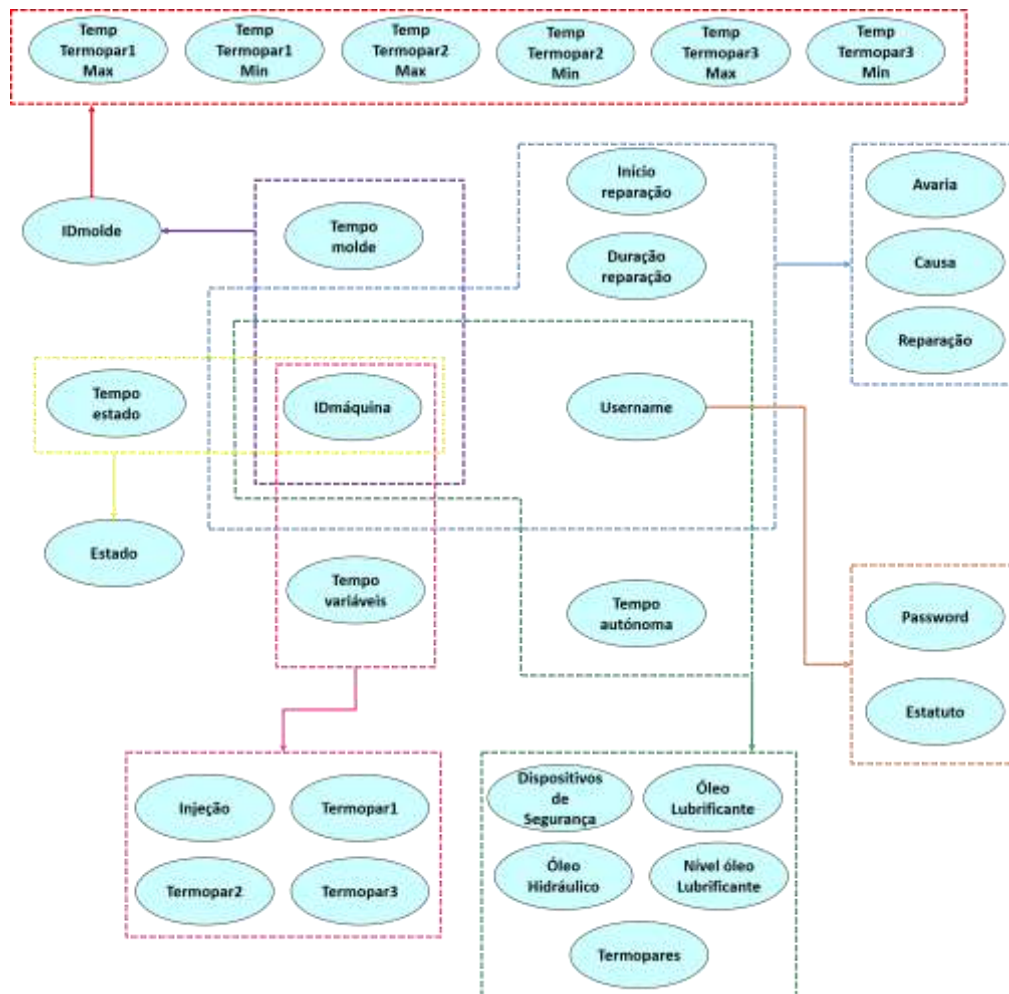 Temp
Termopar1
Max
Temp
Termopar1
Min
Temp
Termopar2
Max
Temp
Termopar2
Min
Temp
Termopar3
Max
Temp
Termopar3
Min
Inicio
reparação
Avaria
IDmolde
Tempo
molde
Duração
reparação
Causa
Reparação
Tempo
estado
IDmáquina
Username
Estado
Tempo
variáveis
Tempo
autónoma
Password
Estatuto
Injeção
Termopar1
Termopar2
Termopar3
Dispositivos
de
Segurança
Óleo
Lubrificante
Óleo
Hidráulico
Nível óleo
Lubrificante
Termopares